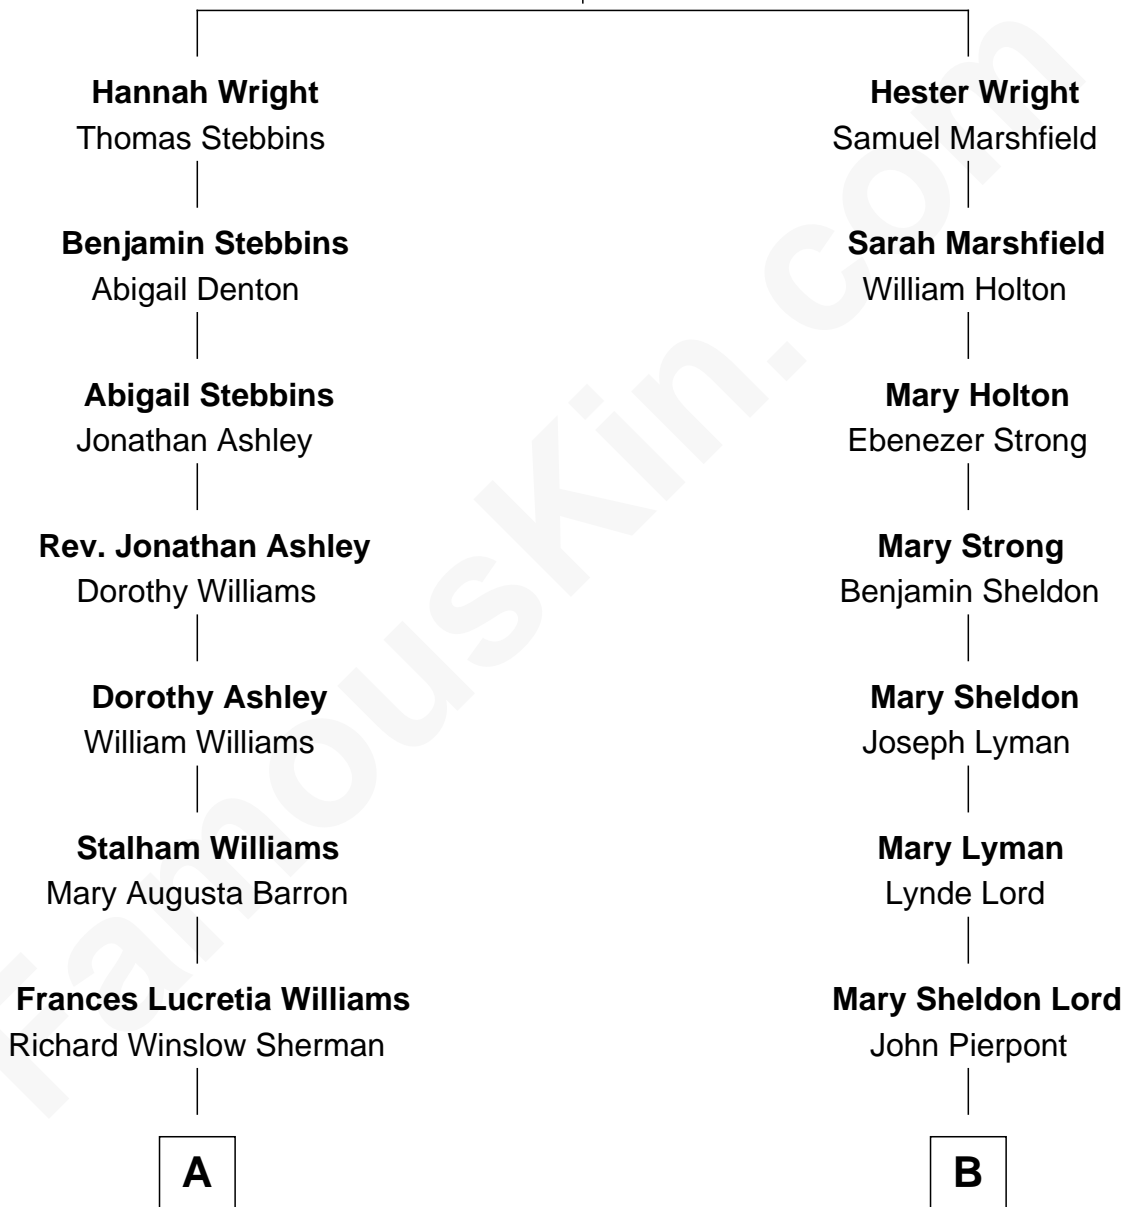 Hannah Wright
Thomas Stebbins
Benjamin Stebbins
Abigail Denton
Abigail Stebbins
Jonathan Ashley
Rev. Jonathan Ashley
Dorothy Williams
Dorothy Ashley
William Williams
Stalham Williams
Mary Augusta Barron
Frances Lucretia Williams
Richard Winslow Sherman
A
Hester Wright
Samuel Marshfield
Sarah Marshfield
William Holton
Mary Holton
Ebenezer Strong
Mary Strong
Benjamin Sheldon
Mary Sheldon
Joseph Lyman
Mary Lyman
Lynde Lord
Mary Sheldon Lord
John Pierpont
B
FamousKin.com